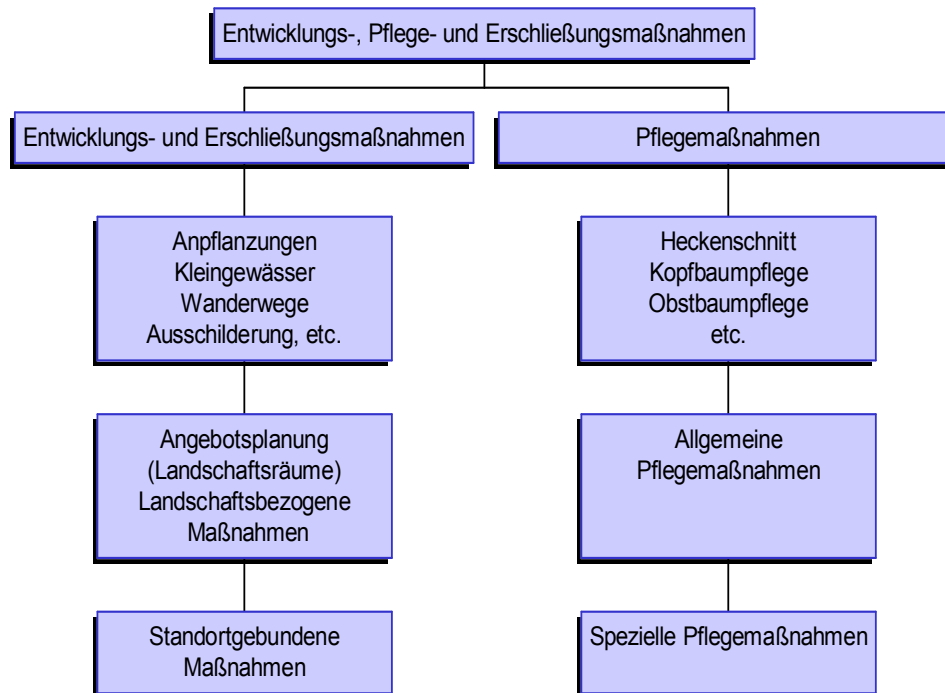 Entwicklungs-, Pflege- und Erschließungsmaßnahmen
Entwicklungs- und Erschließungsmaßnahmen
Pflegemaßnahmen
Anpflanzungen
Kleingewässer
Wanderwege
Ausschilderung, etc.
Heckenschnitt
Kopfbaumpflege
Obstbaumpflege
etc.
Angebotsplanung
(Landschaftsräume)
Landschaftsbezogene
Maßnahmen
Allgemeine
Pflegemaßnahmen
Standortgebundene
Maßnahmen
Spezielle Pflegemaßnahmen